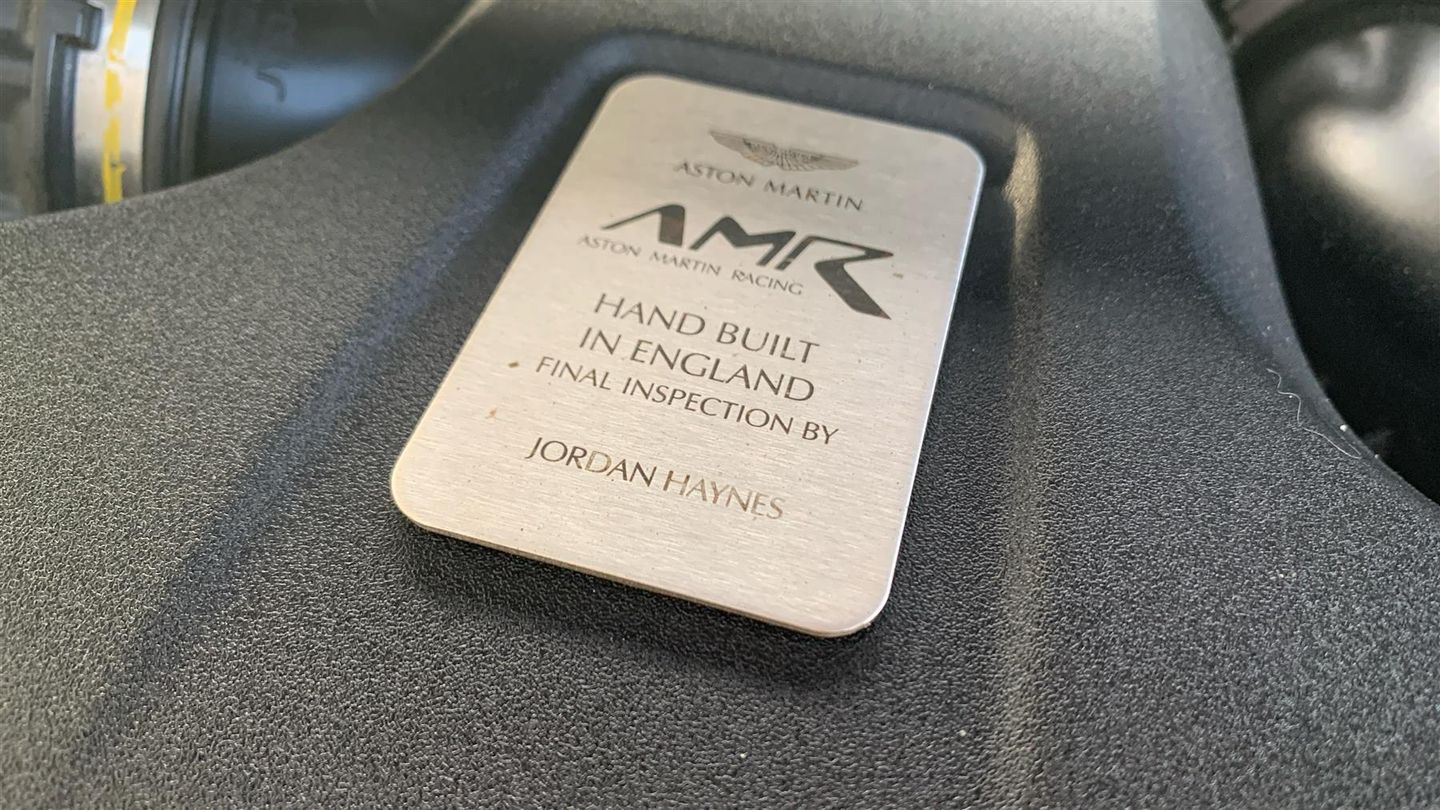 ASTON MARTIN
AMR
ASTON MARTIN RACING
HAND BUILT
IN ENGLAND
FINAL INSPECTION BY
JORDAN HAYNES